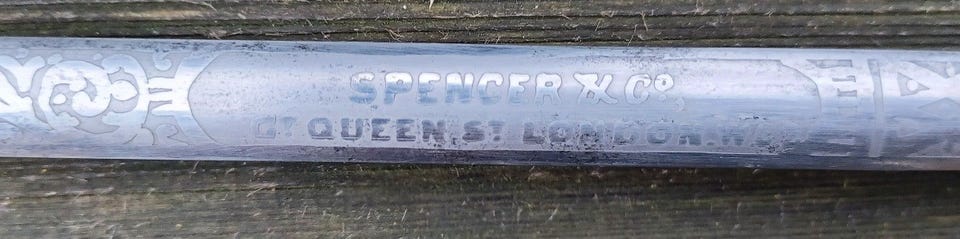 SPENCER & Co.,
GT QUEEN ST LONDON. W.C.